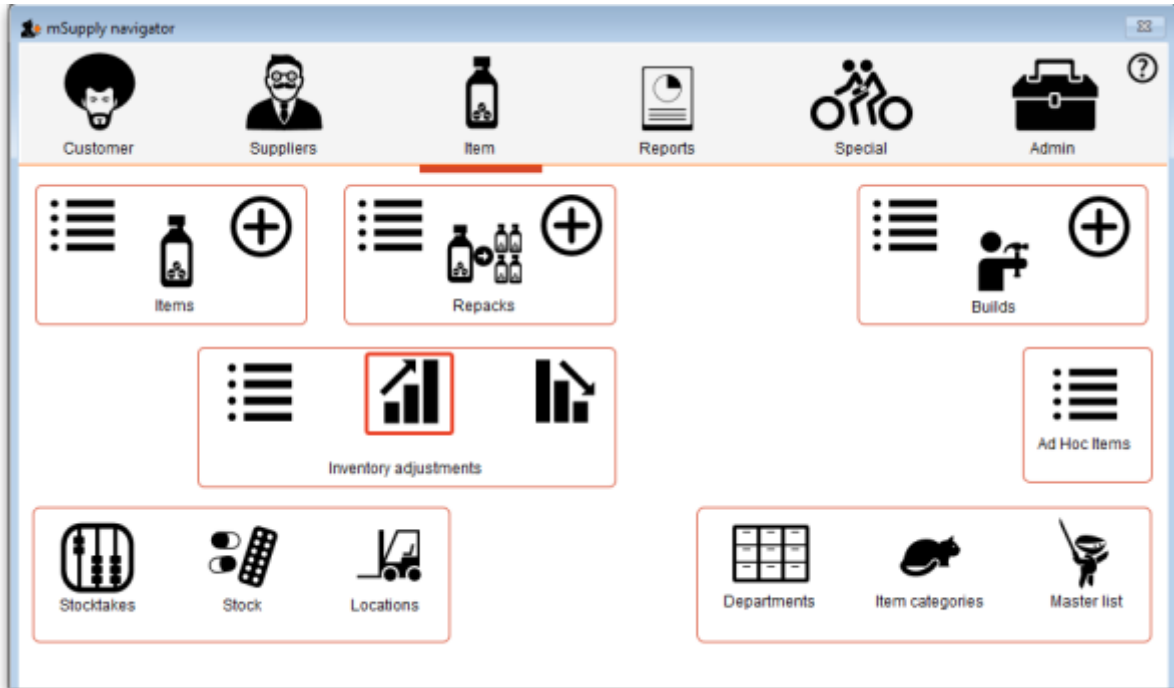 mSupply navigator
Customer
Suppliers
Item
Reports
Special
Admin
?
Items
Repacks
Builds
Inventory adjustments
Ad Hoc Items
Stocktakes
Stock
Locations
Departments
Item categories
Master list